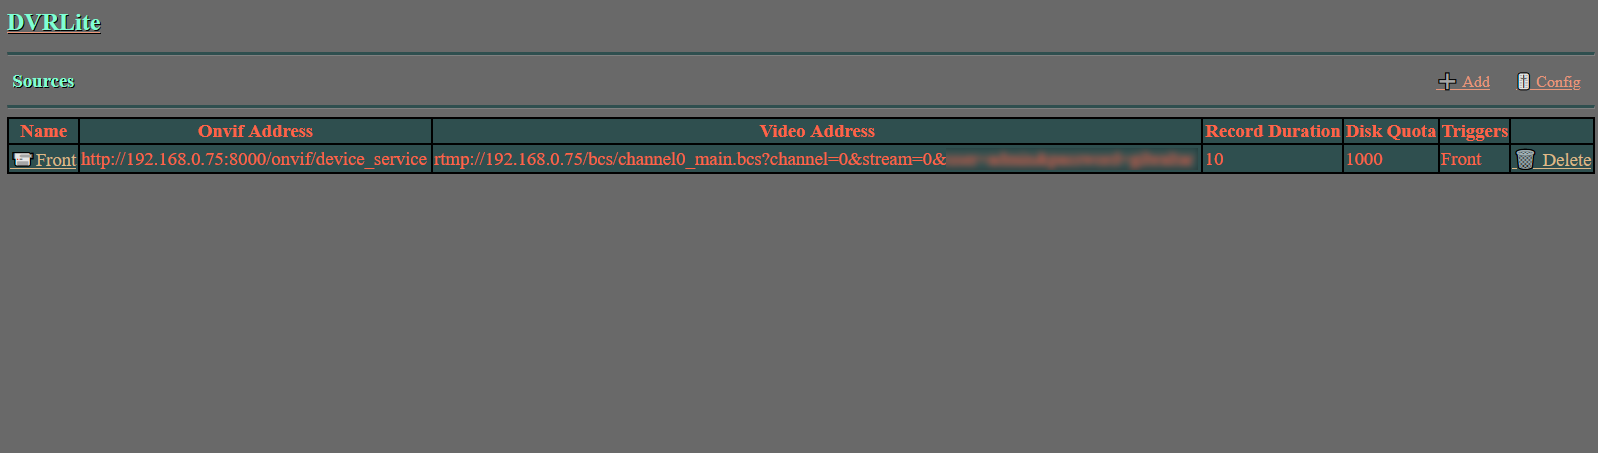 DVRLite
Sources Add Config
Name Onvif Address Video Address Record Duration Disk Quota Triggers
Front http://192.168.0.75:8000/onvif/device_service rtmp://192.168.0.75/bcs/channel0_main.bcs?channel=0&stream=0& 10 1000 Front Delete